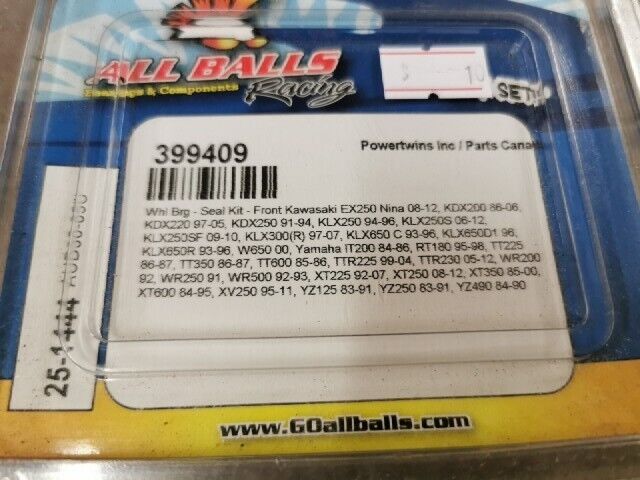 ALL BALLS
Racing
Bearings & Components
$ 10
SET
399409
Powertwins Inc / Parts Canad
Whl Brg - Seal Kit - Front Kawasaki EX250 Nina 08-12, KDX200 86-06,
KDX220 97-05, KDX250 91-94, KLX250 94-96, KLX250S 06-12,
KLX250SF 09-10, KLX300(R) 97-07, KLX650 C 93-96, KLX650D1 96,
KLX650R 93-96, W650 00, Yamaha IT200 84-86, RT180 95-98, TT225
86-87, TT350 86-87, TT600 85-86, TTR225 99-04, TTR230 05-12, WR200
92, WR250 91, WR500 92-93, XT225 92-07, XT250 08-12, XT350 85-00,
XT600 84-95, XV250 95-11, YZ125 83-91, YZ250 83-91, YZ490 84-90
25-1414
www.GOallballs.com